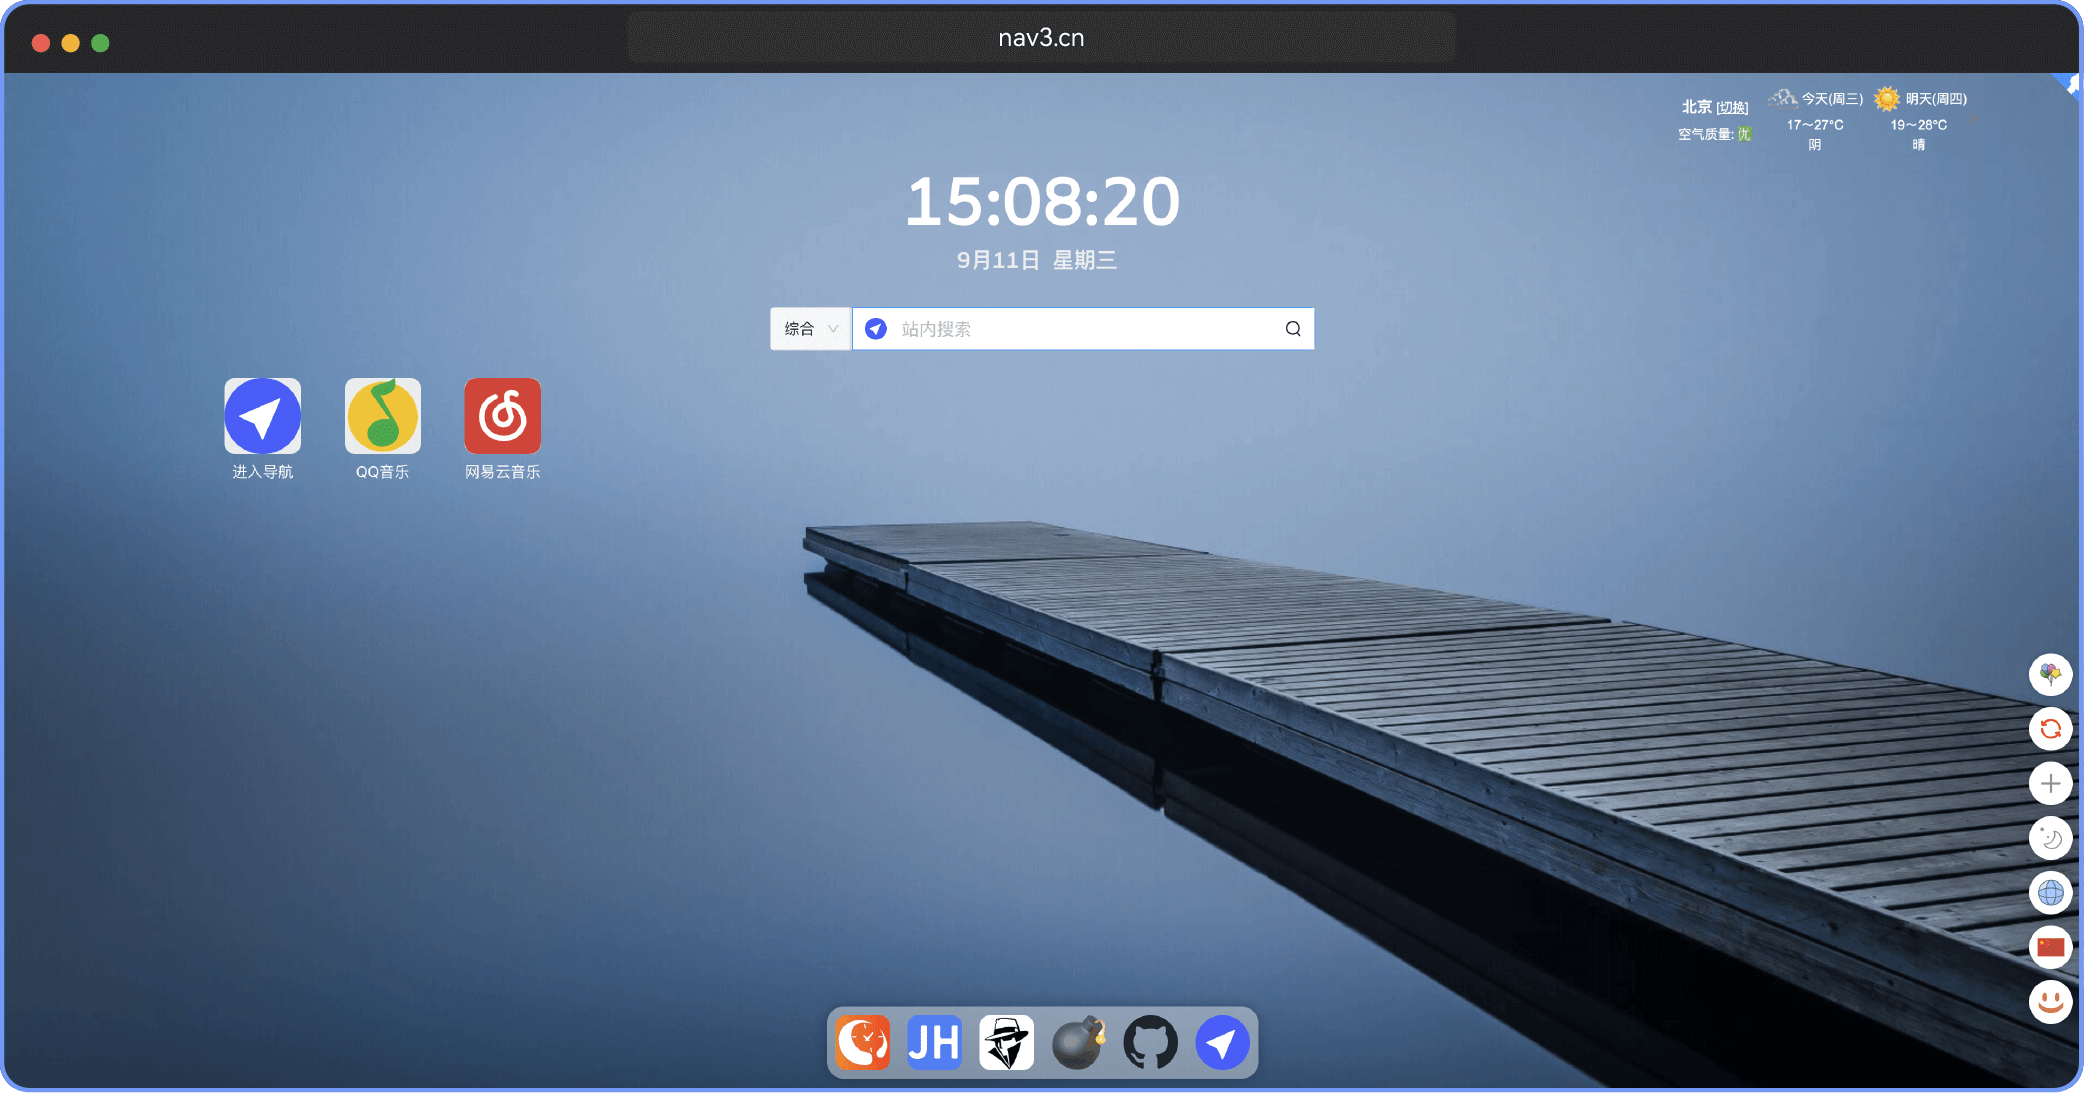 nav3.cn
北京 [切换]
空气质量: 优
今天(周三)
17～27°C
阴
明天(周四)
19～28°C
晴
15:08:20
9月11日 星期三
综合
站内搜索
进入导航
QQ音乐
网易云音乐
JH